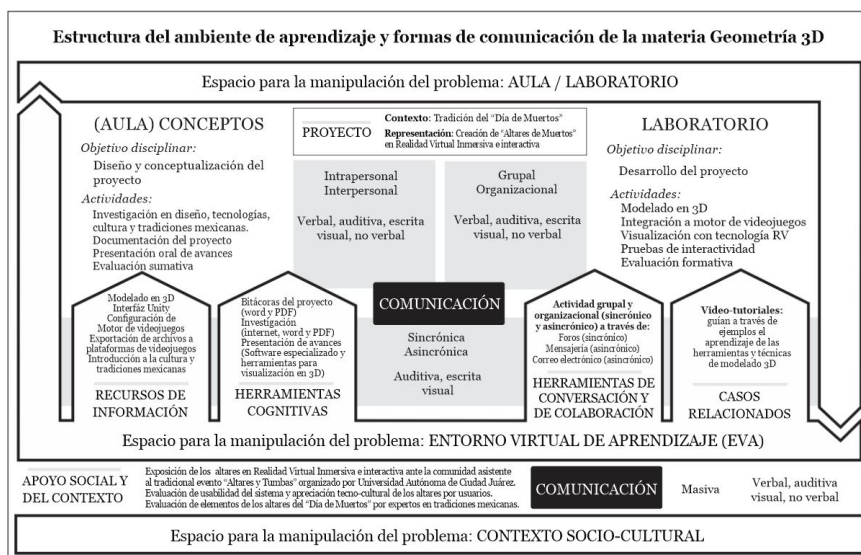 Estructura del ambiente de aprendizaje y formas de comunicación de la materia Geometría 3D
Espacio para la manipulación del problema: AULA / LABORATORIO
(AULA) CONCEPTOS
Objetivo disciplinar:
Diseño y conceptualización del
proyecto
Actividades:
Investigación en diseño, tecnologías,
cultura y tradiciones mexicanas.
Documentación del proyecto
Presentación oral de avances
Evaluación sumativa
PROYECTO
Contexto: Tradición del “Día de Muertos”
Representación: Creación de “Altares de Muertos”
en Realidad Virtual Inmersiva e interactiva
Intrapersonal
Interpersonal
Verbal, auditiva, escrita
visual, no verbal
Grupal
Organizacional
Verbal, auditiva, escrita
visual, no verbal
LABORATORIO
Objetivo disciplinar:
Desarrollo del proyecto
Actividades:
Modelado en 3D
Integración a motor de videojuegos
Visualización con tecnología RV
Pruebas de interactividad
Evaluación formativa
Modelado en 3D
Interfáz Unity
Configuración de
Motor de videojuegos
Exportación de archivos a
plataformas de videojuegos
Introducción a la cultura y
tradiciones mexicanas
RECURSOS DE
INFORMACIÓN
Bitácoras del proyecto
(word y PDF)
Investigación
(internet, word y PDF)
Presentación de avances
(Software especializado y
herramientas para
visualización en 3D)
HERRAMIENTAS
COGNITIVAS
COMUNICACIÓN
Sincrónica
Asincrónica
Auditiva, escrita
visual
Actividad grupal y
organizacional (sincrónico
y asincrónico) a través de:
Foros (sincrónico)
Mensajería (asincrónico)
Correo electrónico (asincrónico)
HERRAMIENTAS DE
CONVERSACIÓN Y
DE COLABORACIÓN
Video-tutoriales:
guían a través de
ejemplos el
aprendizaje de las
herramientas y técnicas
de modelado 3D
CASOS
RELACIONADOS
Espacio para la manipulación del problema: ENTORNO VIRTUAL DE APRENDIZAJE (EVA)
APOYO SOCIAL Y
DEL CONTEXTO
Exposición de los altares en Realidad Virtual Inmersiva e interactiva ante la comunidad asistente
al tradicional evento “Altares y Tumbas” organizado por Universidad Autónoma de Ciudad Juárez.
Evaluación de usabilidad del sistema y apreciación tecno-cultural de los altares por usuarios.
Evaluación de elementos de los altares del “Día de Muertos” por expertos en tradiciones mexicanas.
COMUNICACIÓN
Masiva
Verbal, auditiva
visual, no verbal
Espacio para la manipulación del problema: CONTEXTO SOCIO-CULTURAL